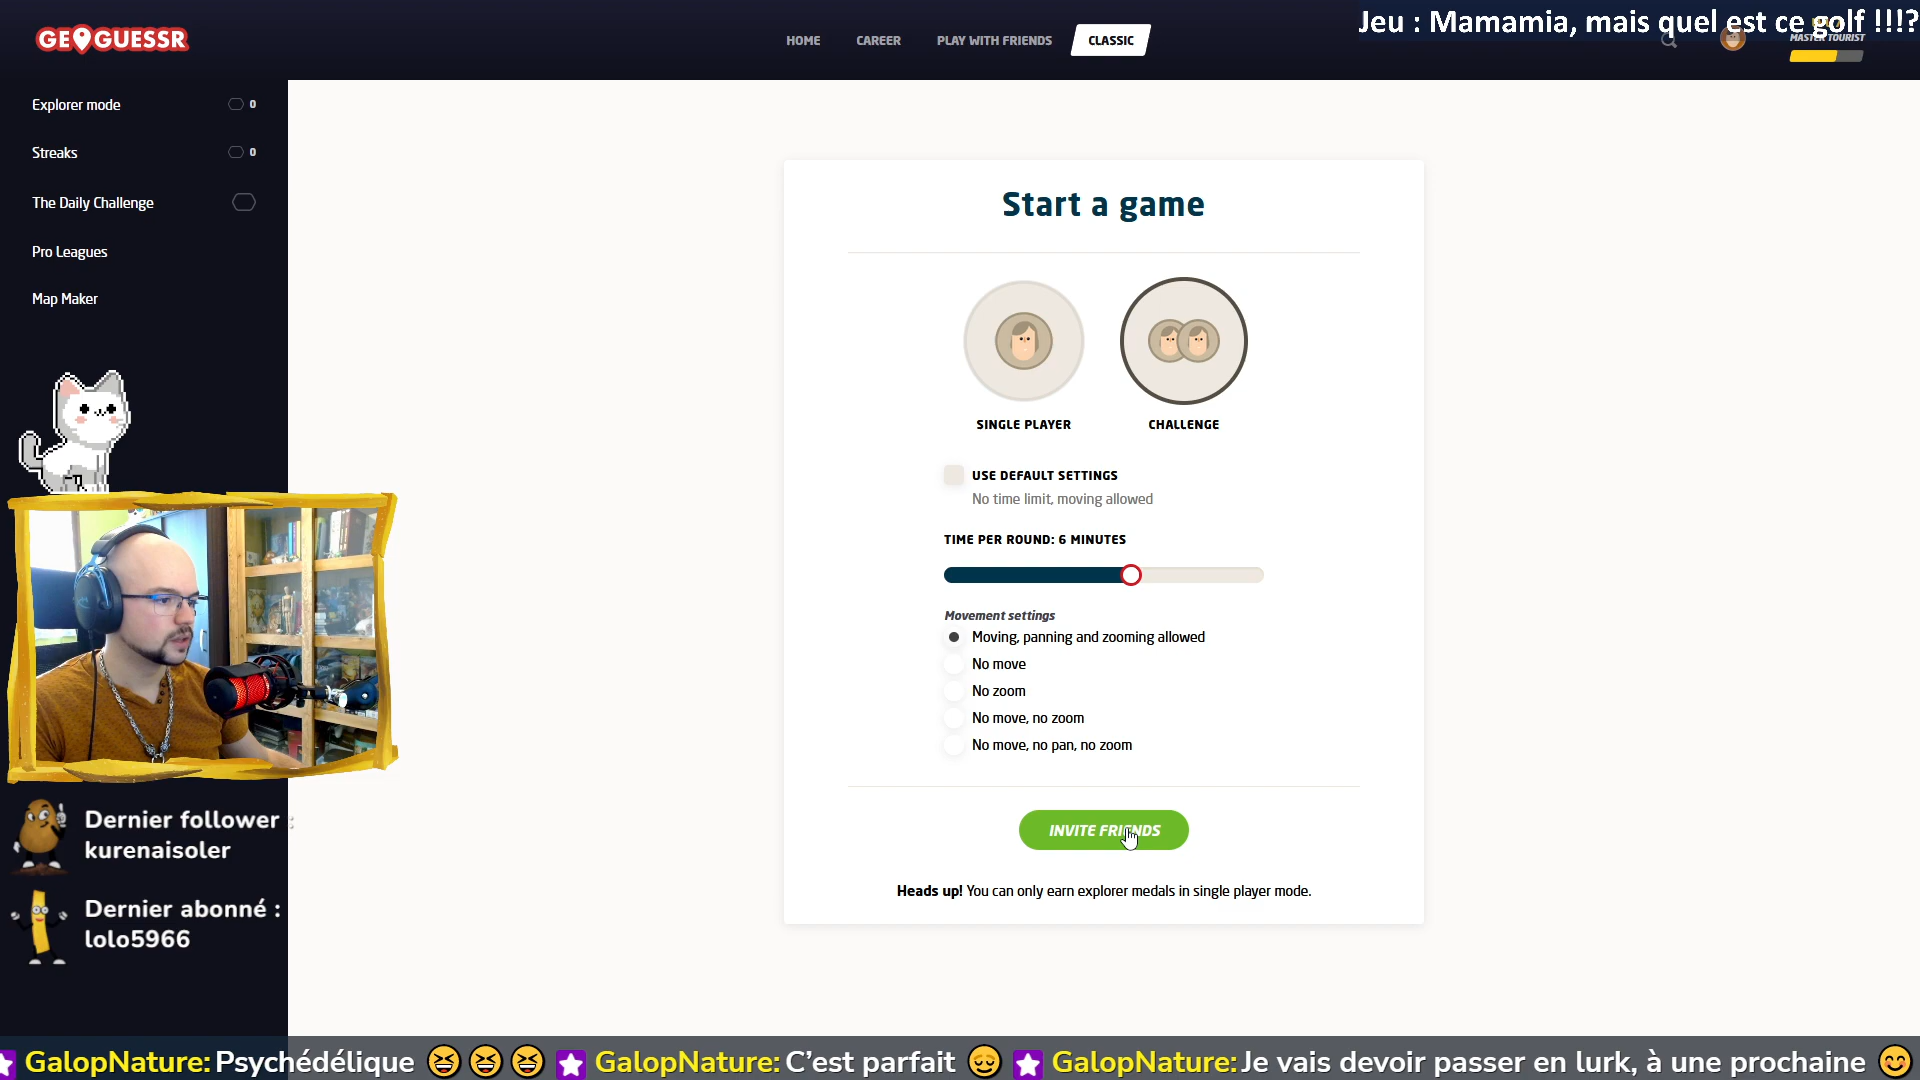 GEOGUESSR
HOME
CAREER
PLAY WITH FRIENDS
CLASSIC
Jeu : Mamamia, mais quel est ce golf !!!?
MASTER TOURIST
Explorer mode 0
Streaks 0
The Daily Challenge
Pro Leagues
Map Maker
Start a game
SINGLE PLAYER
CHALLENGE
USE DEFAULT SETTINGS
No time limit, moving allowed
TIME PER ROUND: 6 MINUTES
Movement settings
Moving, panning and zooming allowed
No move
No zoom
No move, no zoom
No move, no pan, no zoom
INVITE FRIENDS
Heads up! You can only earn explorer medals in single player mode.
Dernier follower :
kurenaisoler
Dernier abonné :
lolo5966
GalopNature: Psychédélique 😆 😆 😆 GalopNature: C’est parfait 😌 GalopNature: Je vais devoir passer en lurk, à une prochaine 😊